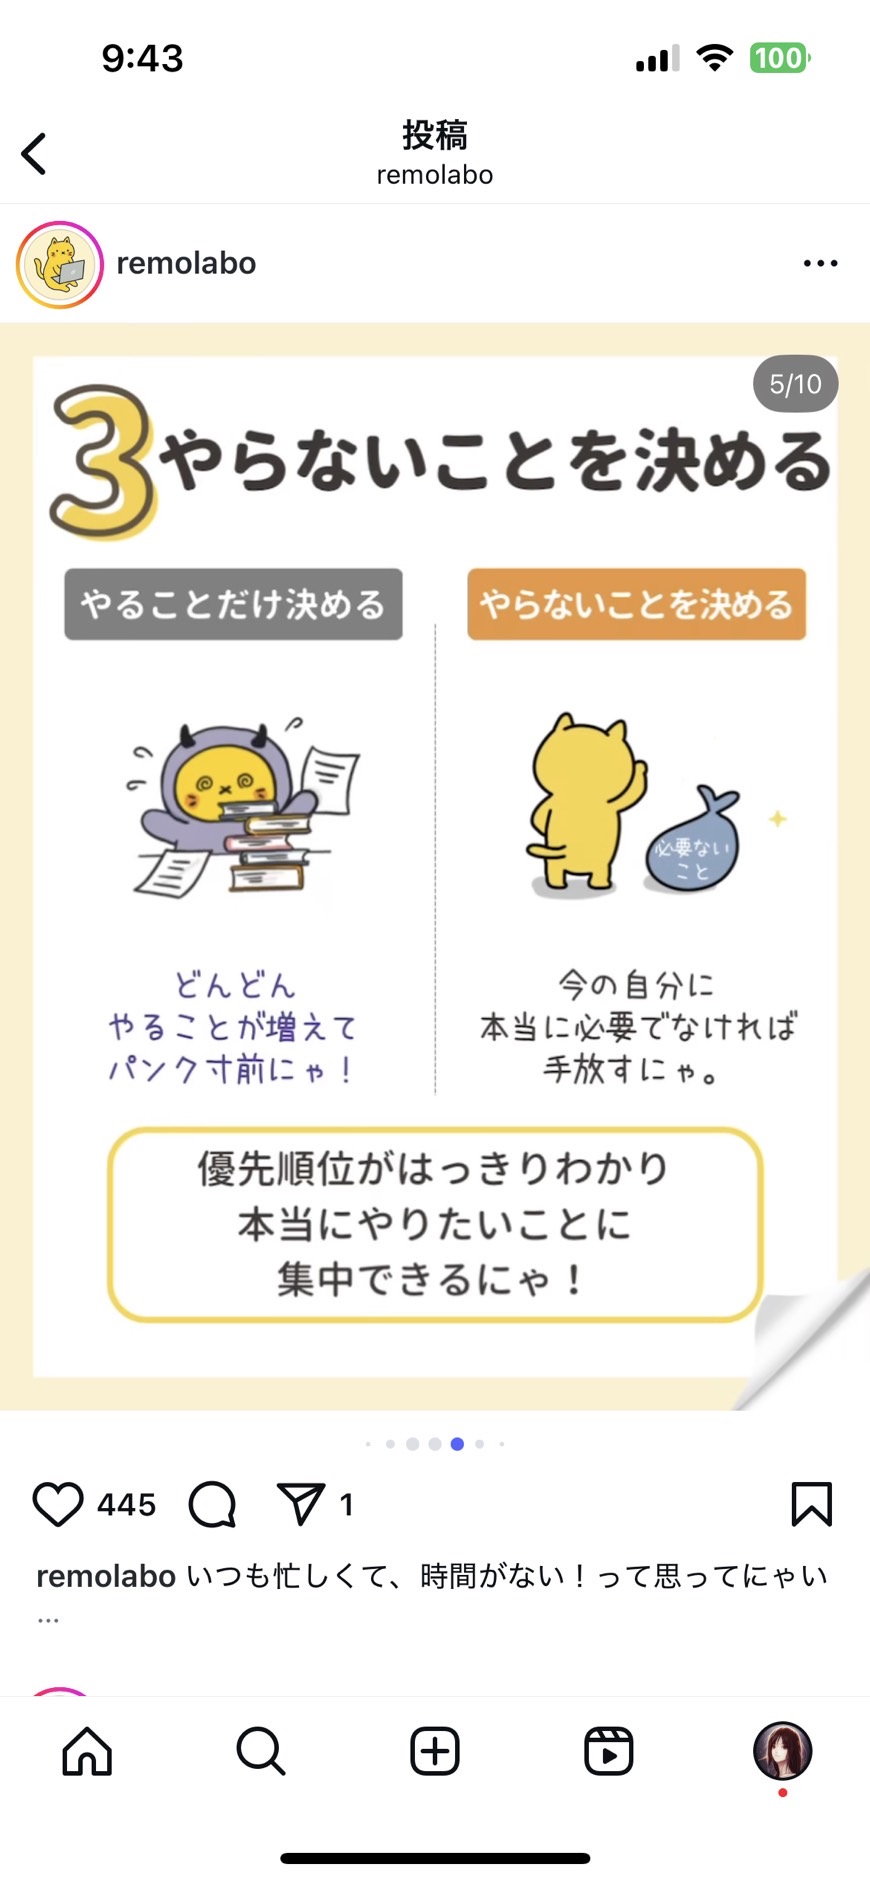 9:43
100
投稿
remolabo
remolabo
5/10
3やらないことを決める
やることだけ決める
やらないことを決める
必要ない
こと
どんどん
やることが増えて
パンク寸前にゃ！
今の自分に
本当に必要でなければ
手放すにゃ。
優先順位がはっきりわかり
本当にやりたいことに
集中できるにゃ！
445
1
remolabo いつも忙しくて、時間がない！って思ってにゃい
...